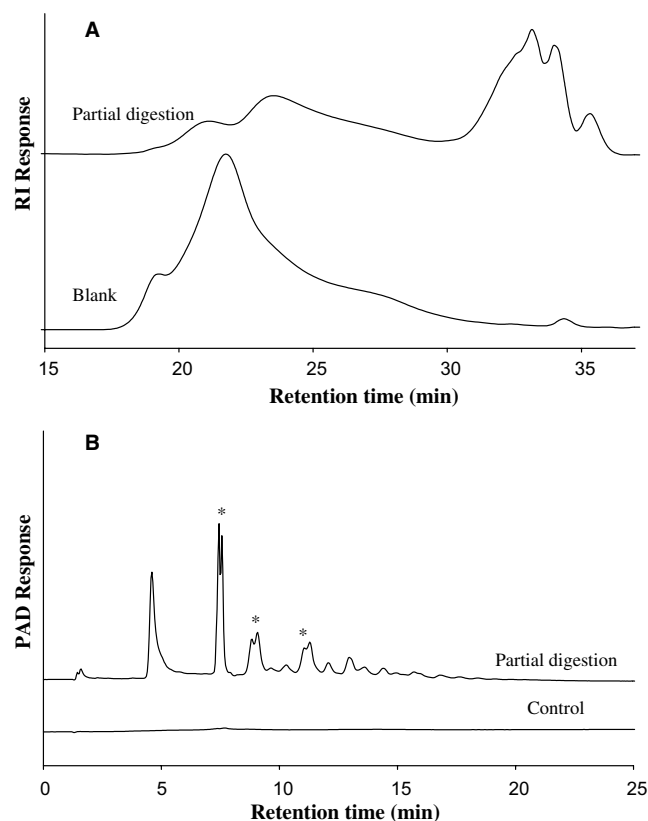 A
Partial digestion
RI Response
Blank
15 20 25 30 35
Retention time (min)
B
*
* *
PAD Response
Partial digestion
Control
0 5 10 15 20 25
Retention time (min)